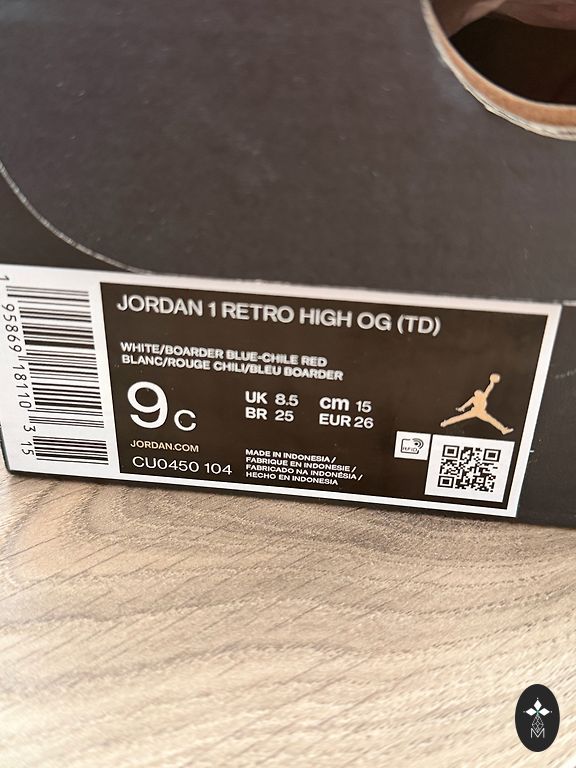 JORDAN 1 RETRO HIGH OG (TD)
WHITE/BOARDER BLUE-CHILE RED
BLANC/ROUGE CHILI/BLEU BOARDER
9c
UK 8.5 cm 15
BR 25 EUR 26
JORDAN.COM
CU0450 104
MADE IN INDONESIA/
FABRIQUE EN INDONESIE/
FABRICADO NA INDONÉSIA/
HECHO EN INDONESIA
RFID
1 95869 18110 3 15
M